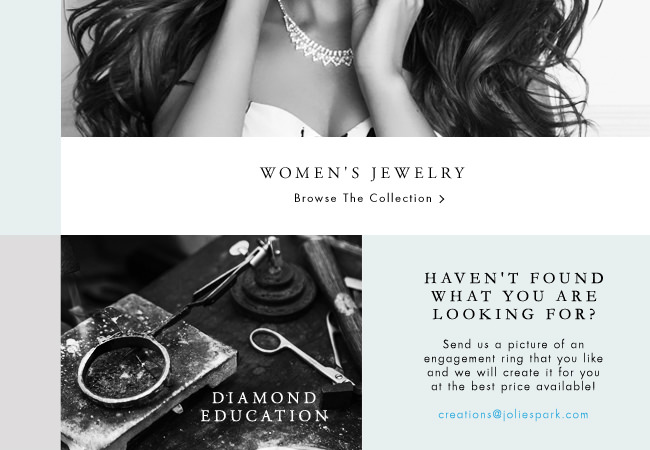 WOMEN'S JEWELRY
Browse The Collection >
DIAMOND
EDUCATION
HAVEN'T FOUND
WHAT YOU ARE
LOOKING FOR?
Send us a picture of an
engagement ring that you like
and we will create it for you
at the best price available!
creations@joliespark.com